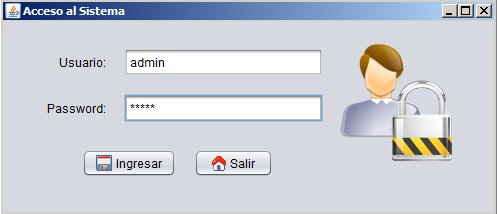 Acceso al Sistema
Usuario: admin
Password: *****
Ingresar Salir